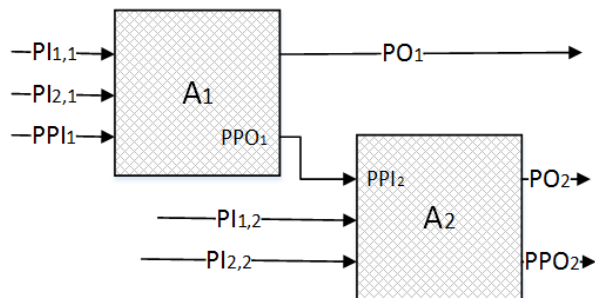 PI1,1
PO1
PI2,1
A1
PPI1
PPO1
PPI2
PO2
PI1,2
A2
PI2,2
PPO2